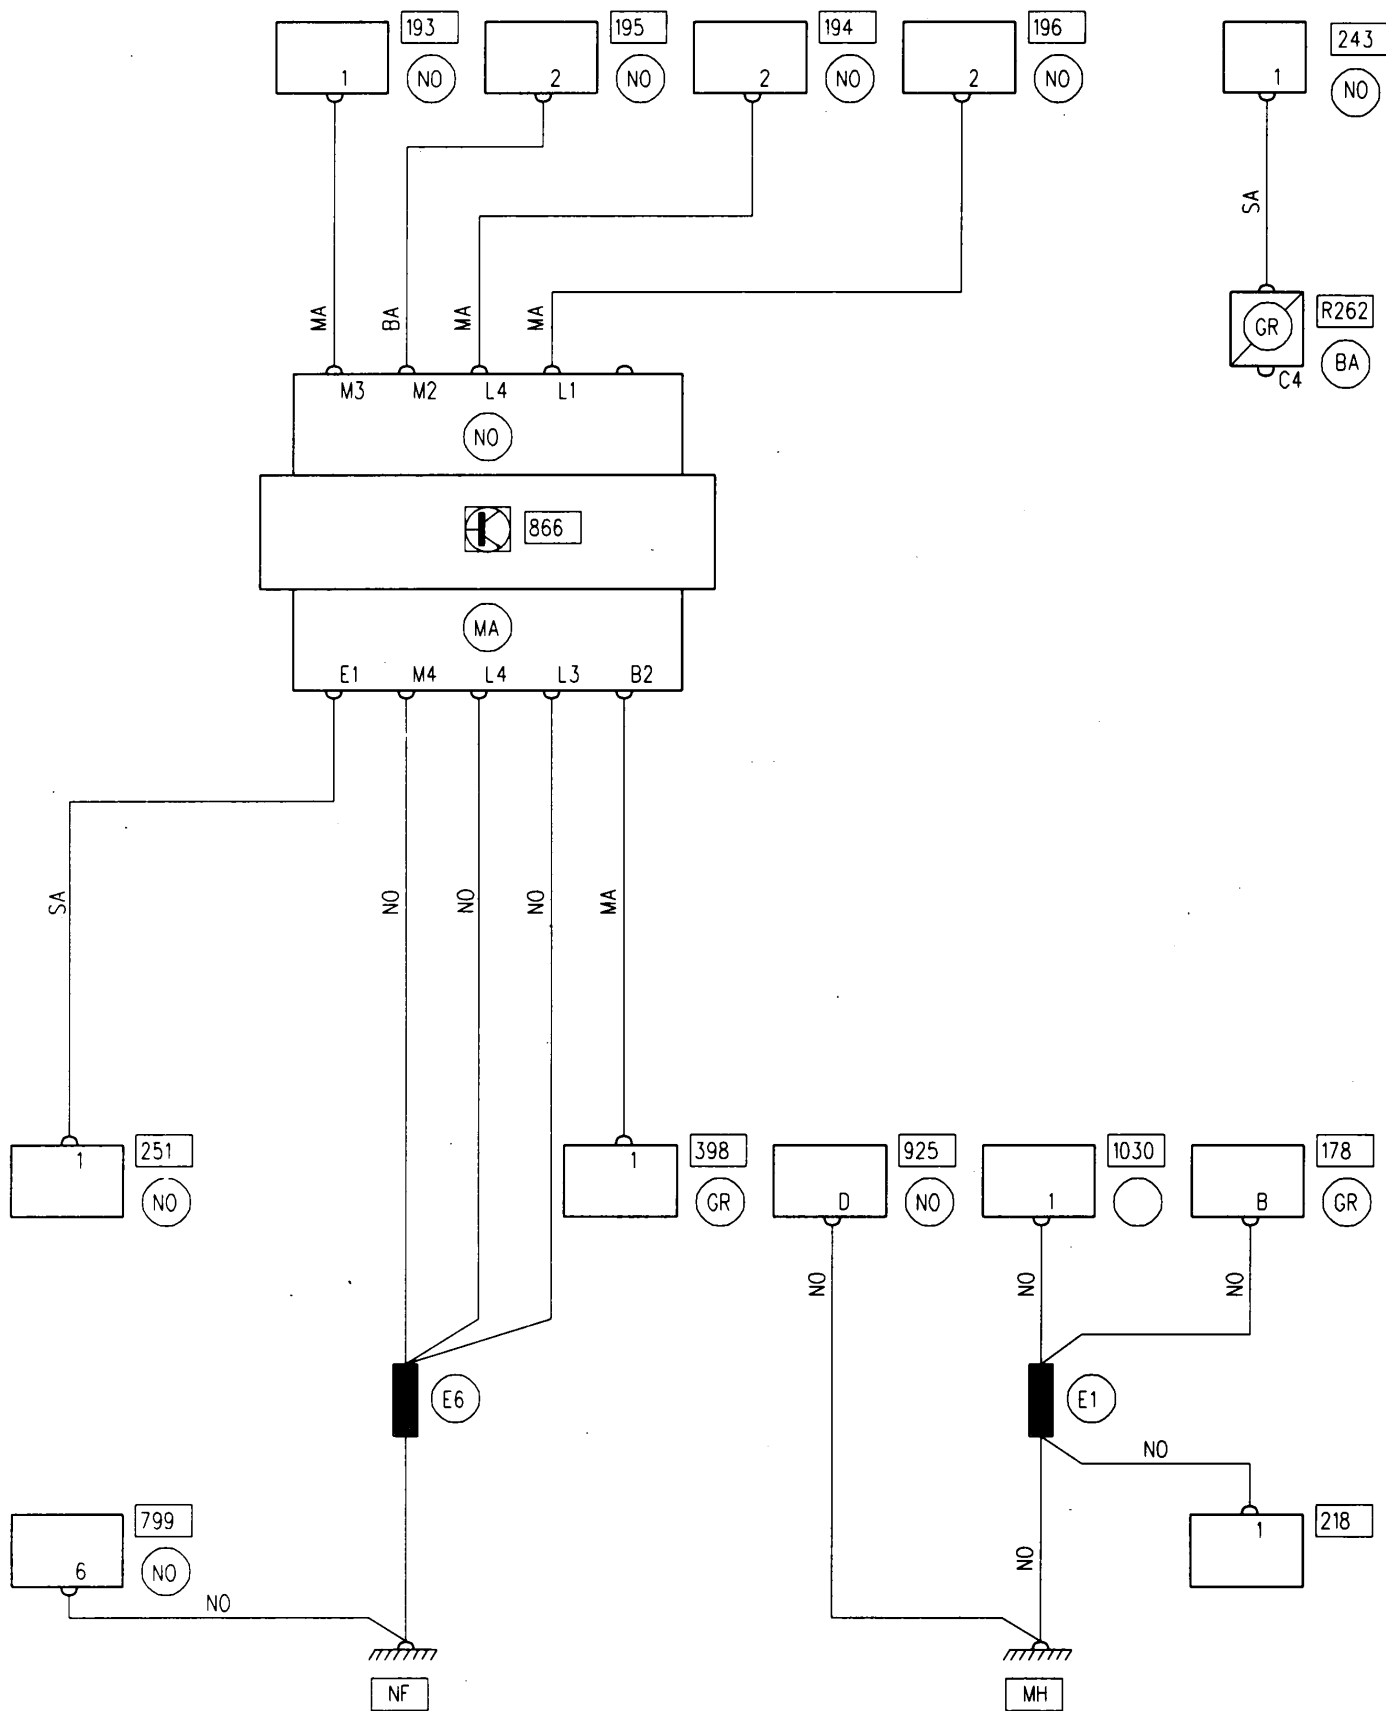 193
195
194
196
243
1
2
2
2
1
NO
NO
NO
NO
NO
SA
MA
BA
MA
MA
GR
R262
BA
C4
M3
M2
L4
L1
NO
866
MA
E1
M4
L4
L3
B2
SA
NO
NO
NO
MA
1
251
1
398
925
1030
178
NO
GR
D
NO
1
B
GR
NO
NO
NO
E6
E1
NO
799
1
218
6
NO
NO
NO
NF
MH